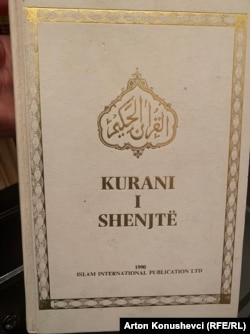 القرآن الحكيم
KURANI
I
SHENJTË
1990
ISLAM INTERNATIONAL PUBLICATION LTD
Arton Konushevci (RFE/RL)